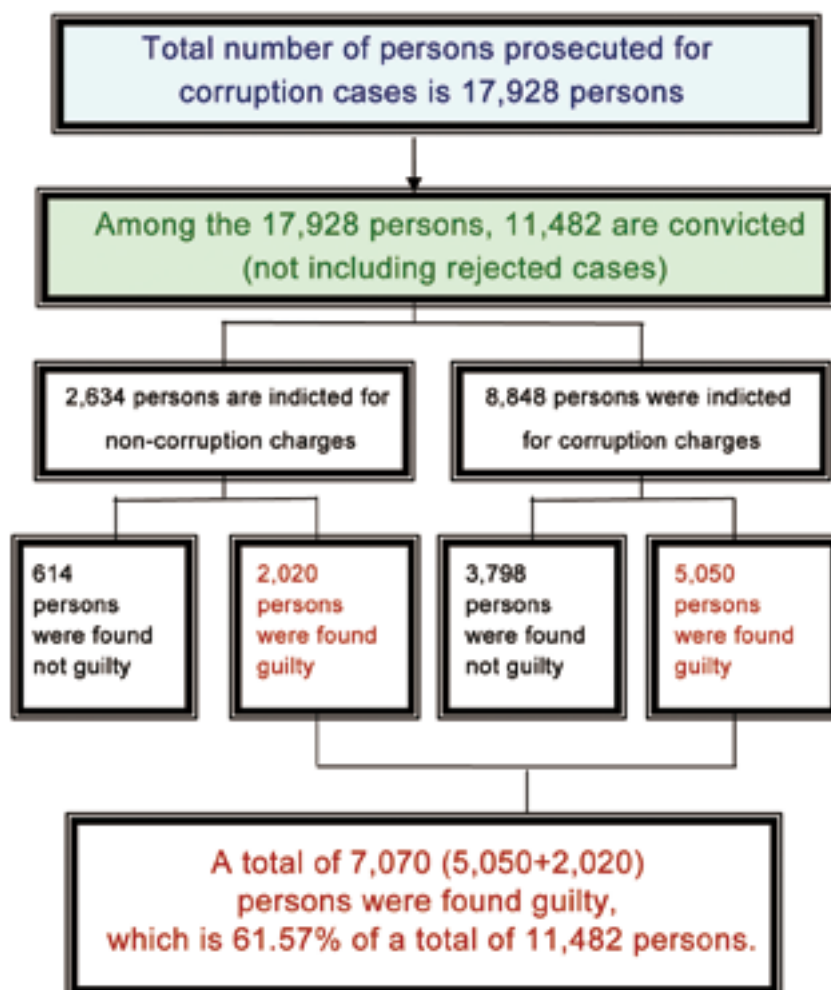 Total number of persons prosecuted for
corruption cases is 17,928 persons
Among the 17,928 persons, 11,482 are convicted
(not including rejected cases)
2,634 persons are indicted for
non-corruption charges
8,848 persons were indicted
for corruption charges
614
persons
were found
not guilty
2,020
persons
were found
guilty
3,798
persons
were found
not guilty
5,050
persons
were found
guilty
A total of 7,070 (5,050+2,020)
persons were found guilty,
which is 61.57% of a total of 11,482 persons.